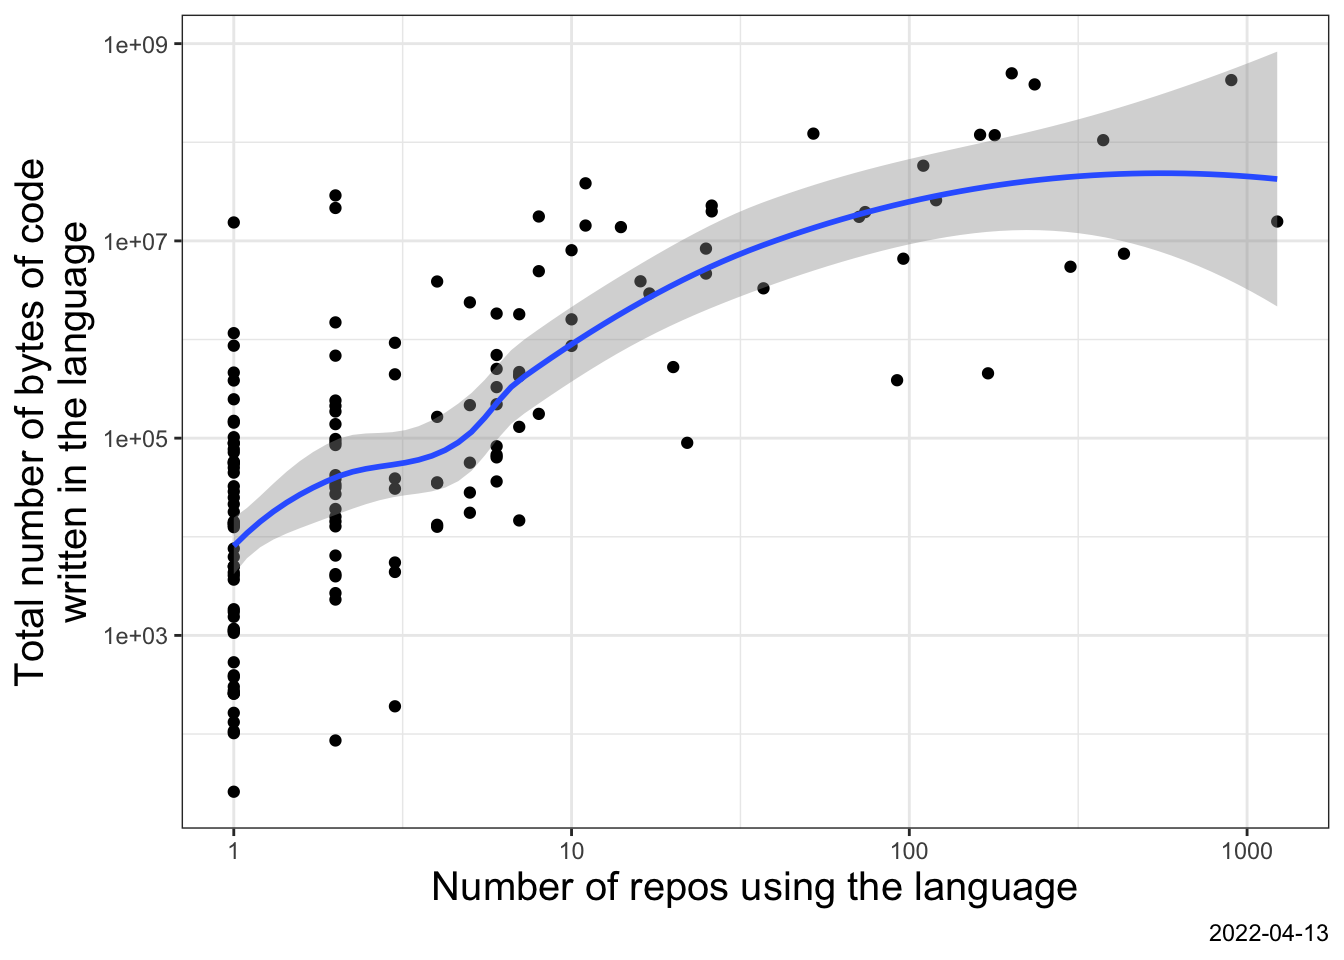 Total number of bytes of code
written in the language
1e+09
1e+07
1e+05
1e+03
1
10
100
1000
Number of repos using the language
2022-04-13